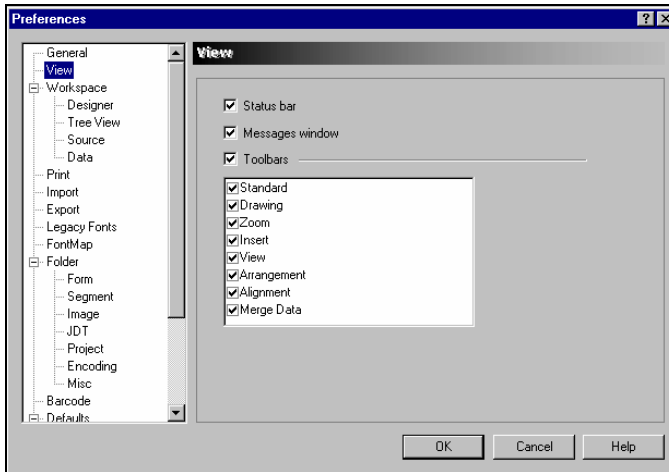 Preferences
General
View
Workspace
Designer
Tree View
Source
Data
Print
Import
Export
Legacy Fonts
FontMap
Folder
Form
Segment
Image
JDT
Project
Encoding
Misc
Barcode
Defaults
View
Status bar
Messages window
Toolbars
Standard
Drawing
Zoom
Insert
View
Arrangement
Alignment
Merge Data
OK
Cancel
Help